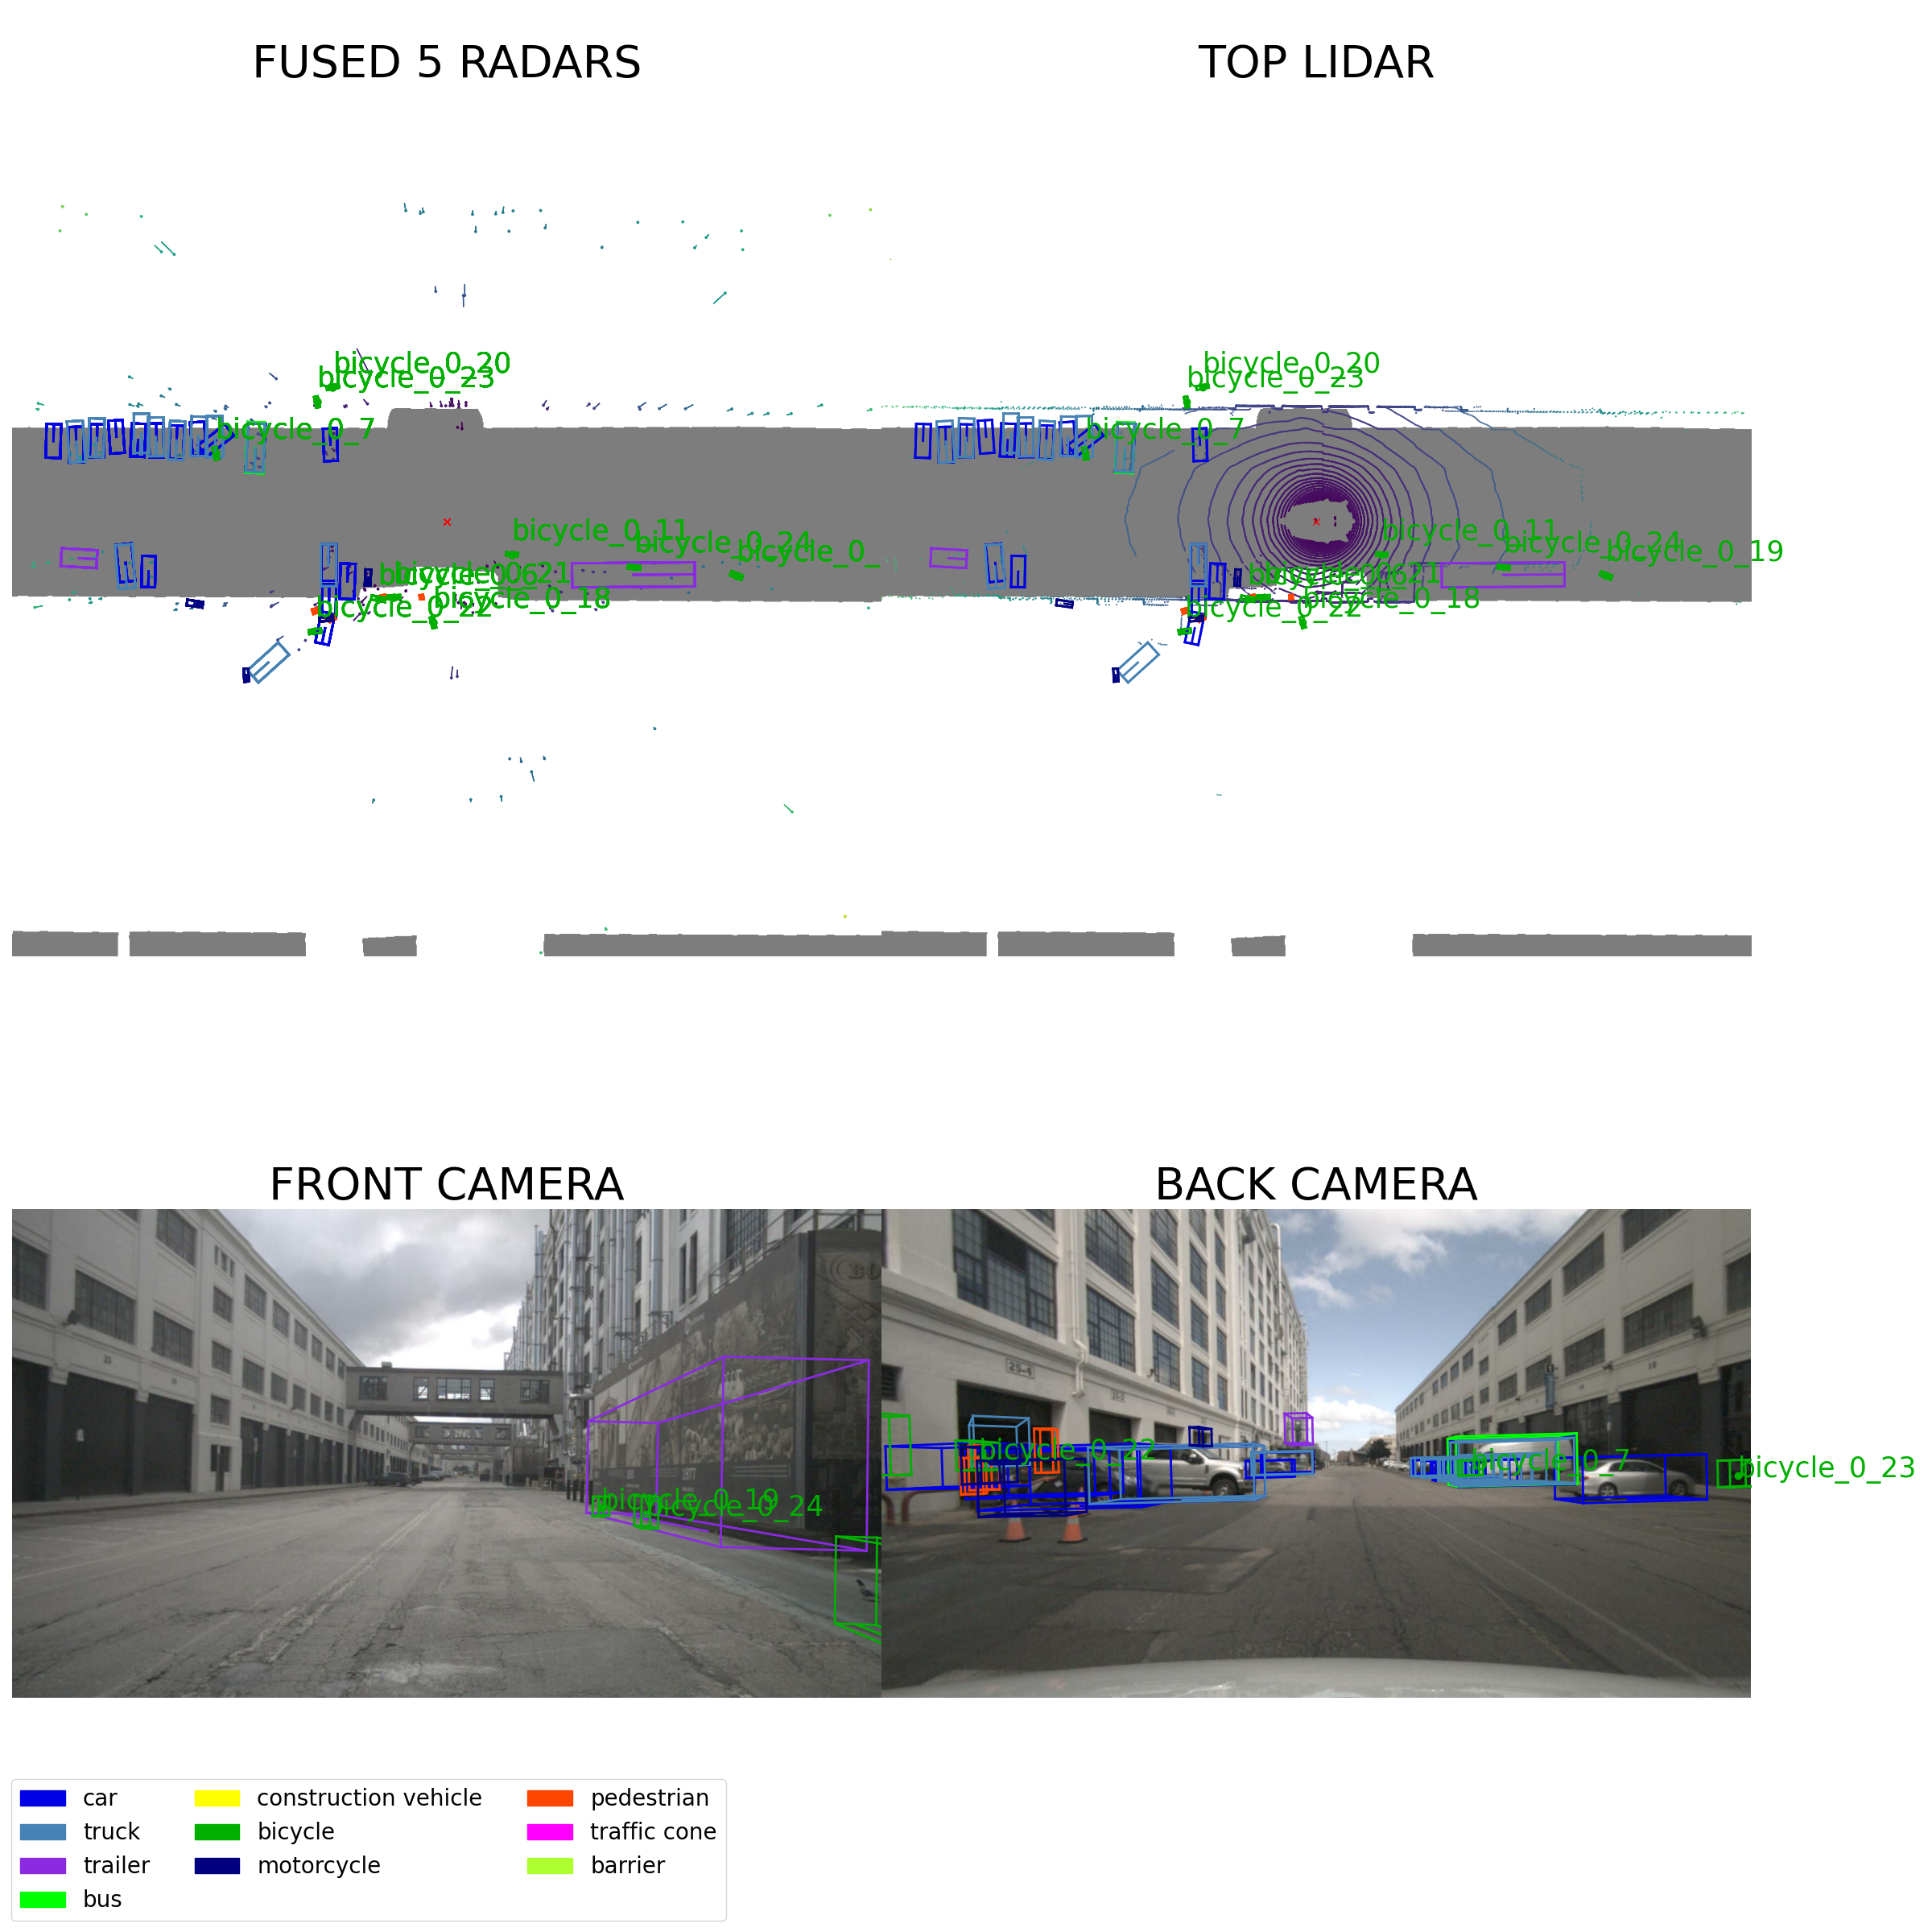 FUSED 5 RADARS
TOP LIDAR
bicycle_0_20
bicycle_0_23
bicycle_0_7
bicycle_0_11
bicycle_0_24
bicycle_0_
bicycle_0_18
bicycle_0_22
bicycle_0_20
bicycle_0_23
bicycle_0_7
bicycle_0_11
bicycle_0_24
bicycle_0_19
bicycle_0_18
bicycle_0_22
FRONT CAMERA
BACK CAMERA
bicycle_0_19
bicycle_0_24
bicycle_0_22
bicycle_0_7
bicycle_0_23
25-4
car
truck
trailer
bus
construction vehicle
bicycle
motorcycle
pedestrian
traffic cone
barrier